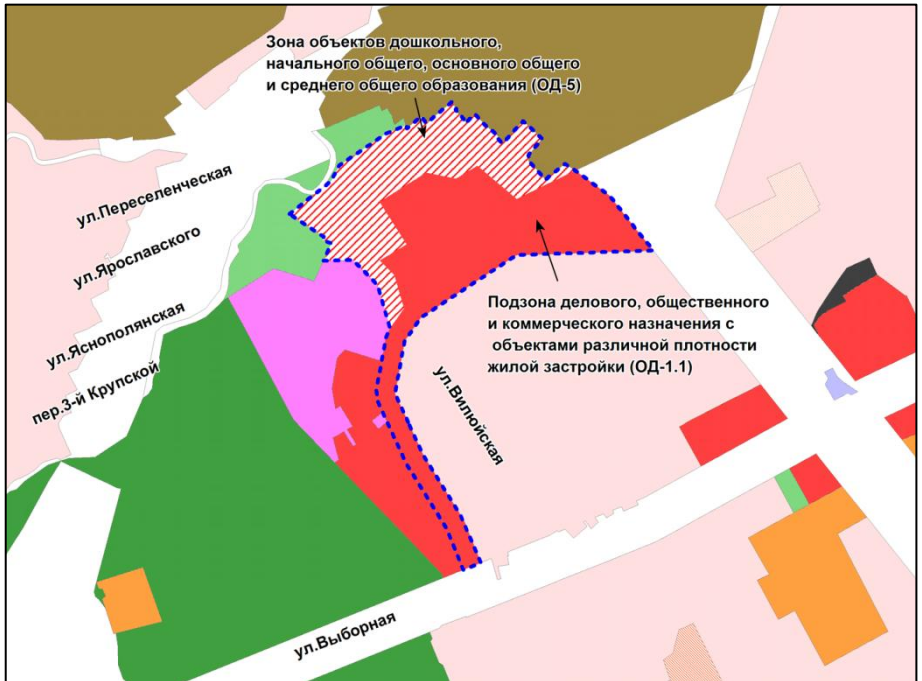 Зона объектов дошкольного,
начального общего, основного общего
и среднего общего образования (ОД-5)
ул.Переселенческая
ул.Ярославского
ул.Яснополянская
пер.3-й Крупской
Подзона делового, общественного
и коммерческого назначения с
объектами различной плотности
жилой застройки (ОД-1.1)
ул.Вилюйская
ул.Выборная